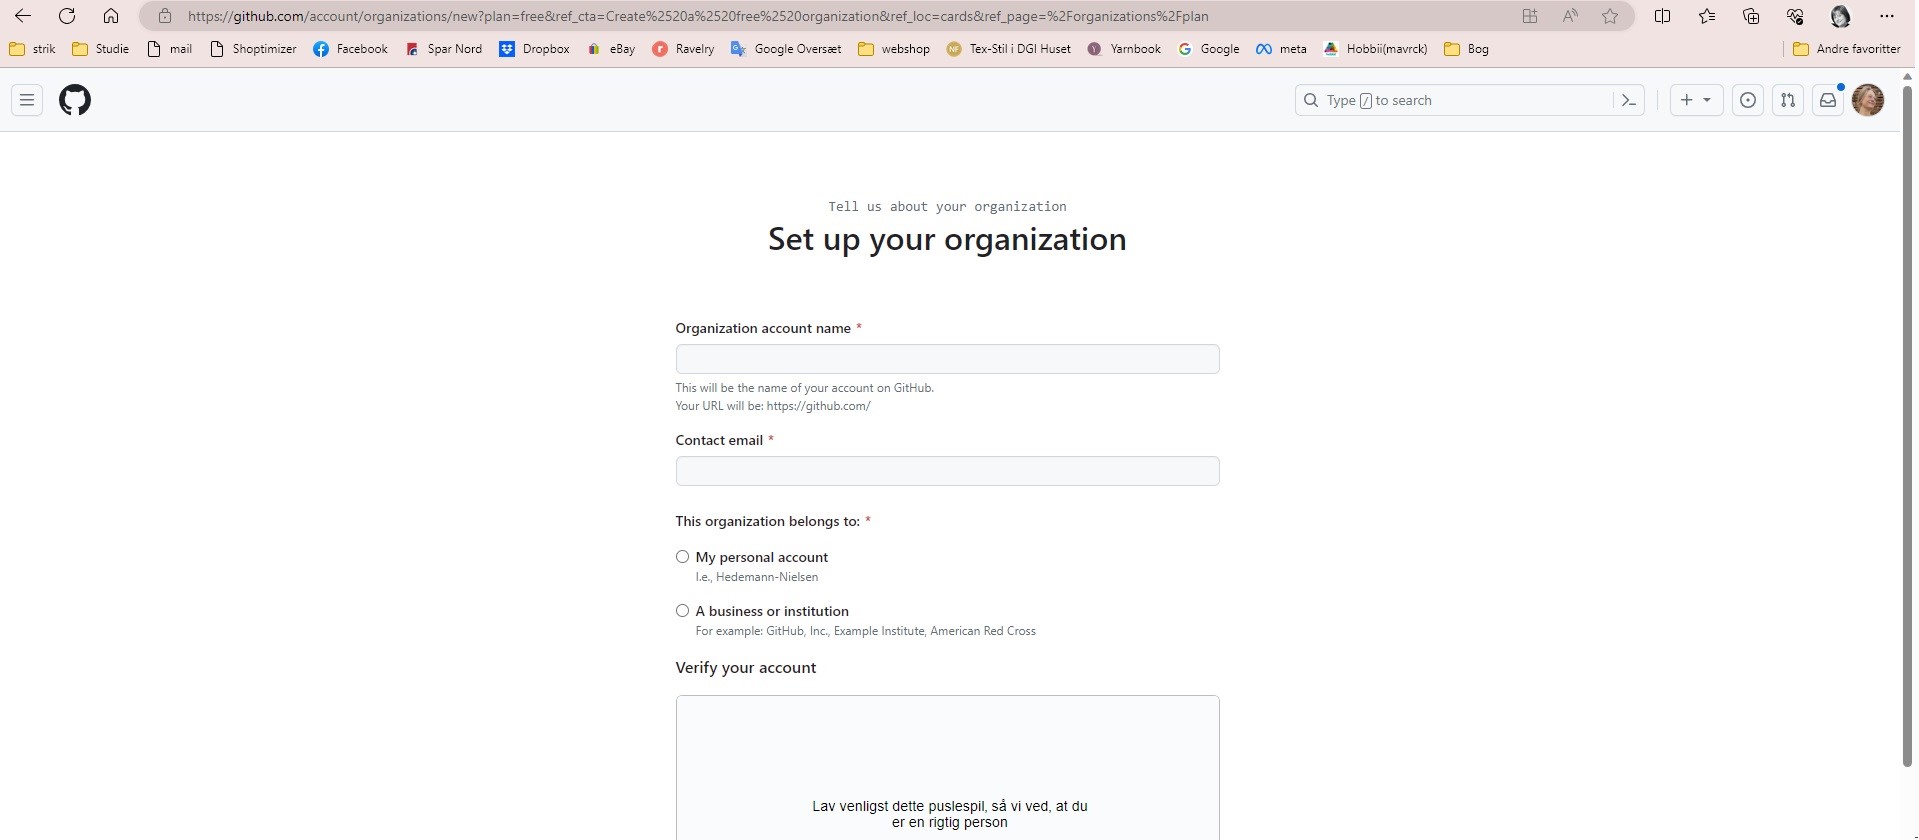 https://github.com/account/organizations/new?plan=free&ref_cta=Create%2520a%2520free%2520organization&ref_loc=cards&ref_page=%2Forganizations%2Fplan
strik Studie mail Shoptimizer Facebook Spar Nord Dropbox eBay Ravelry Google Oversæt webshop Tex-Stil i DGI Huset Yarnbook Google meta Hobbii(mavrck) Bog Andre favoritter
Type / to search
Tell us about your organization
Set up your organization
Organization account name *
This will be the name of your account on GitHub.
Your URL will be: https://github.com/
Contact email *
This organization belongs to: *
My personal account
I.e., Hedemann-Nielsen
A business or institution
For example: GitHub, Inc., Example Institute, American Red Cross
Verify your account
Lav venligst dette puslespil, så vi ved, at du
er en rigtig person